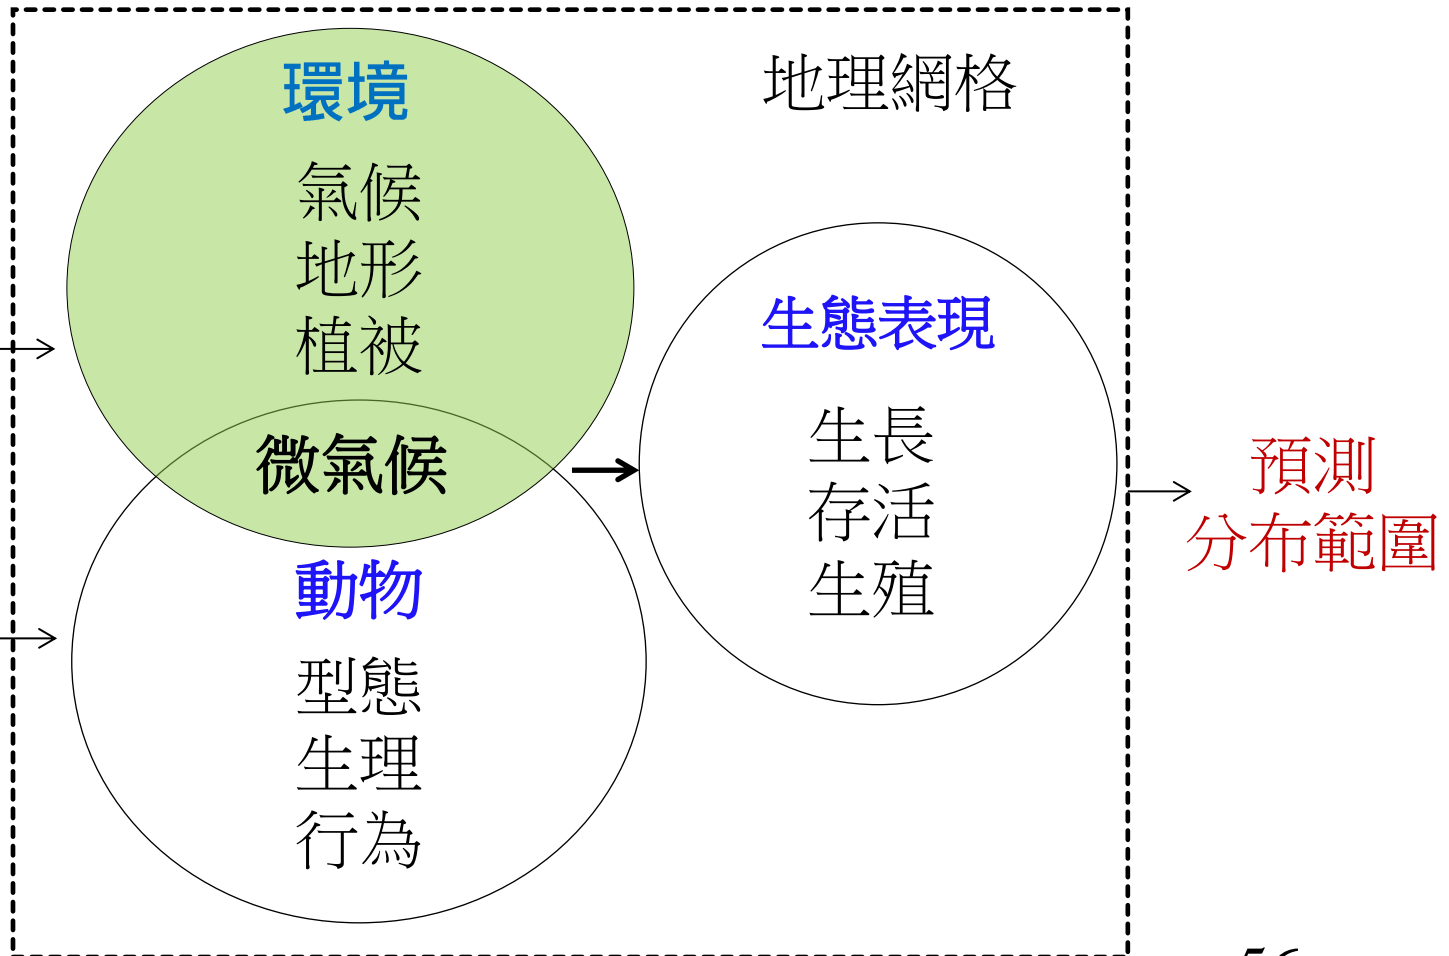 環境
氣候
地形
植被
微氣候
動物
型態
生理
行為
地理網格
生態表現
生長
存活
生殖
預測
分布範圍